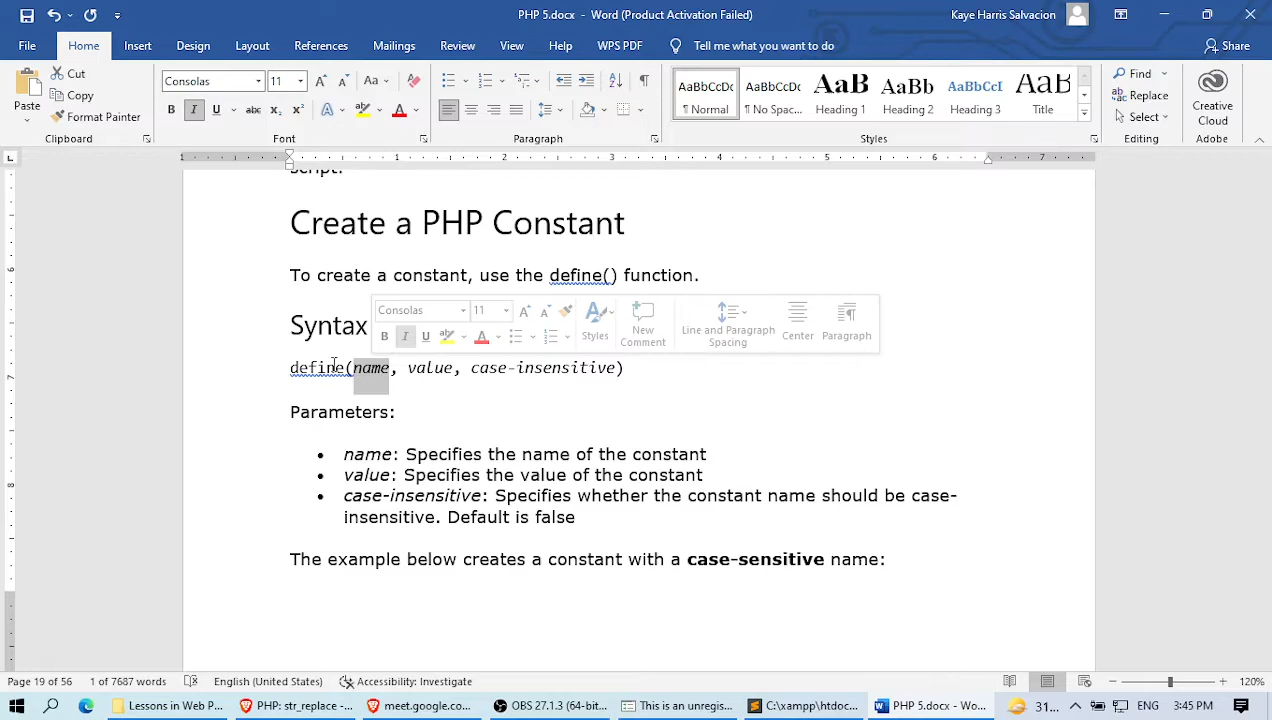 PHP 5.docx - Word (Product Activation Failed)
Kaye Harris Salvacion
File Home Insert Design Layout References Mailings Review View Help WPS PDF Tell me what you want to do Share
Paste
Cut
Copy
Format Painter
Clipboard
Consolas 11
Font
Paragraph
AaBbCcDc
¶ Normal
AaBbCcDc
¶ No Spac...
AaB
Heading 1
AaBb
Heading 2
AaBbCcI
Heading 3
AaB
Title
Styles
Find
Replace
Select
Editing
Creative
Cloud
Adobe
script.
Create a PHP Constant
To create a constant, use the define() function.
Syntax
Consolas 11
Styles
New
Comment
Line and Paragraph
Spacing
Center
Paragraph
define(name, value, case-insensitive)
Parameters:
• name: Specifies the name of the constant
• value: Specifies the value of the constant
• case-insensitive: Specifies whether the constant name should be case-
insensitive. Default is false
The example below creates a constant with a case-sensitive name:
Page 19 of 56 1 of 7687 words English (United States) Accessibility: Investigate 120%
Lessons in Web P... PHP: str_replace -... meet.google.co... OBS 27.1.3 (64-bit... This is an unregis... C:\xampp\htdoc... PHP 5.docx - Wo... 31... ENG 3:45 PM